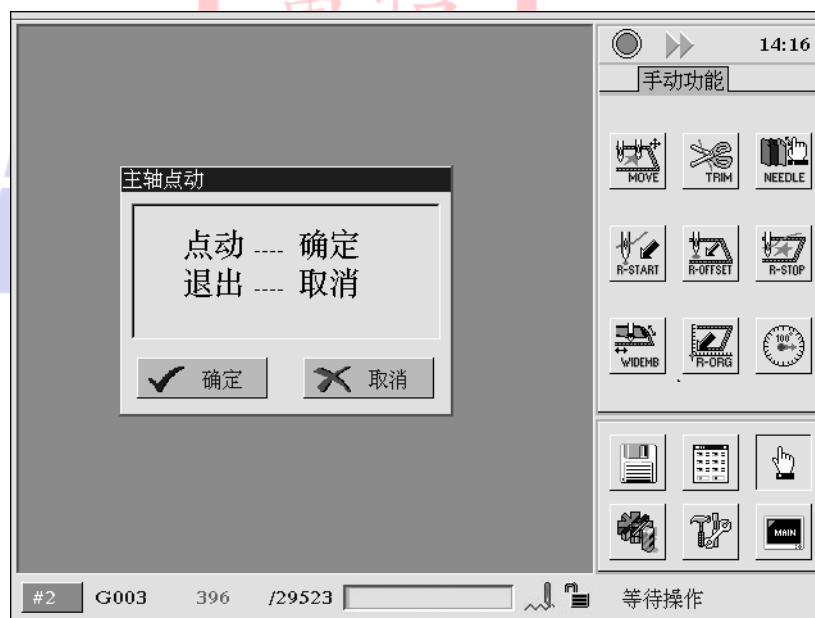 14:16
手动功能
MOVE
TRIM
NEEDLE
主轴点动
点动 .... 确定
退出 .... 取消
R-START
R-OFFSET
R-STOP
WIDEMB
R-ORG
100°
确定
取消
MAIN
#2 G003 396 /29523
等待操作